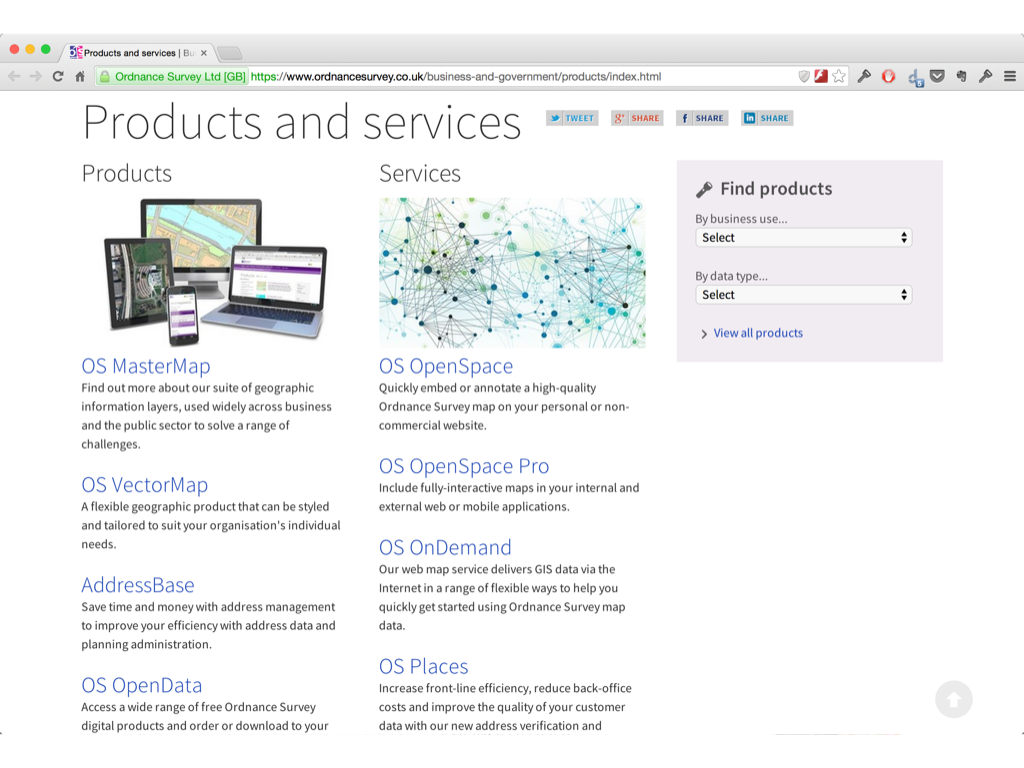 Products and services | Bu
Ordnance Survey Ltd [GB] https://www.ordnancesurvey.co.uk/business-and-government/products/index.html
Products and services
TWEET
SHARE
SHARE
SHARE
Products
OS MasterMap
Find out more about our suite of geographic
information layers, used widely across business
and the public sector to solve a range of
challenges.
OS VectorMap
A flexible geographic product that can be styled
and tailored to suit your organisation's individual
needs.
AddressBase
Save time and money with address management
to improve your efficiency with address data and
planning administration.
OS OpenData
Access a wide range of free Ordnance Survey
digital products and order or download to your
Services
OS OpenSpace
Quickly embed or annotate a high-quality
Ordnance Survey map on your personal or non-
commercial website.
OS OpenSpace Pro
Include fully-interactive maps in your internal and
external web or mobile applications.
OS OnDemand
Our web map service delivers GIS data via the
Internet in a range of flexible ways to help you
quickly get started using Ordnance Survey map
data.
OS Places
Increase front-line efficiency, reduce back-office
costs and improve the quality of your customer
data with our new address verification and
Find products
By business use...
Select
By data type...
Select
View all products